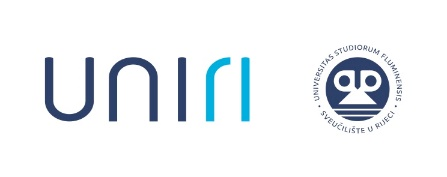 uniri
UNIVERSITAS STUDIORUM FLUMINENSIS
SVEUČILIŠTE U RIJECI